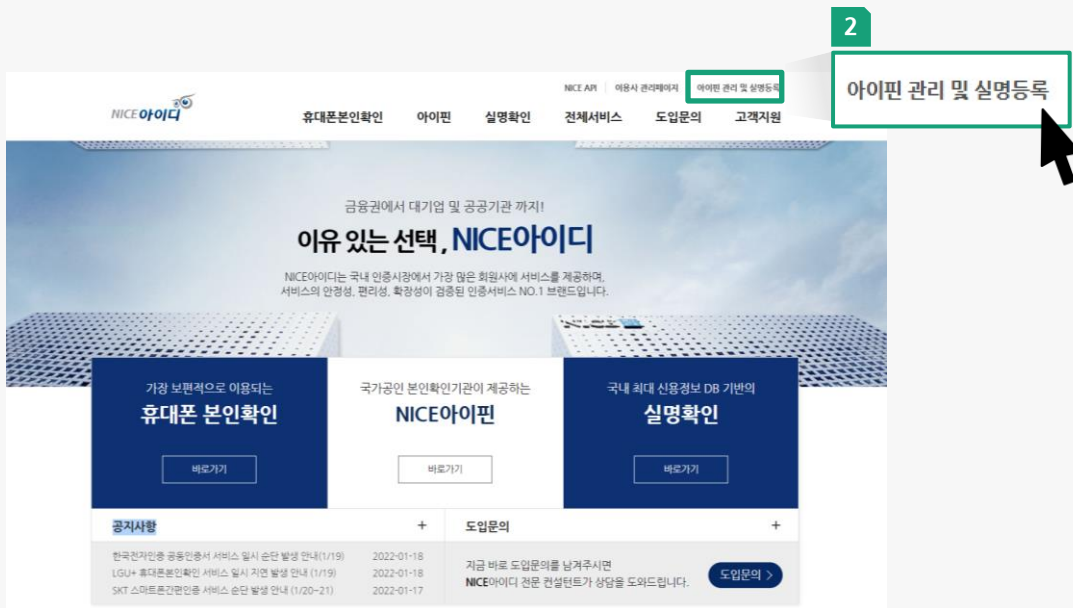 2
아이핀 관리 및 실명등록
NICE API 이용사 관리페이지 아이핀 관리 및 실명등록
NICE아이디
휴대폰본인확인 아이핀 실명확인 전체서비스 도입문의 고객지원
금융권에서 대기업 및 공공기관 까지!
이유 있는 선택, NICE아이디
NICE아이디는 국내 인증시장에서 가장 많은 회원사에 서비스를 제공하며,
서비스의 안정성, 편리성, 확장성이 검증된 인증서비스 NO.1 브랜드입니다.
가장 보편적으로 이용되는
휴대폰 본인확인
바로가기
국가공인 본인확인기관이 제공하는
NICE아이핀
바로가기
국내 최대 신용정보 DB 기반의
실명확인
바로가기
공지사항 +
한국전자인증 공동인증서 서비스 일시 순단 발생 안내(1/19) 2022-01-18
LGU+ 휴대폰본인확인 서비스 일시 지연 발생 안내 (1/19) 2022-01-18
SKT 스마트폰간편인증 서비스 순단 발생 안내 (1/20~21) 2022-01-17
도입문의 +
지금 바로 도입문의를 남겨주시면
NICE아이디 전문 컨설턴트가 상담을 도와드립니다.
도입문의 >